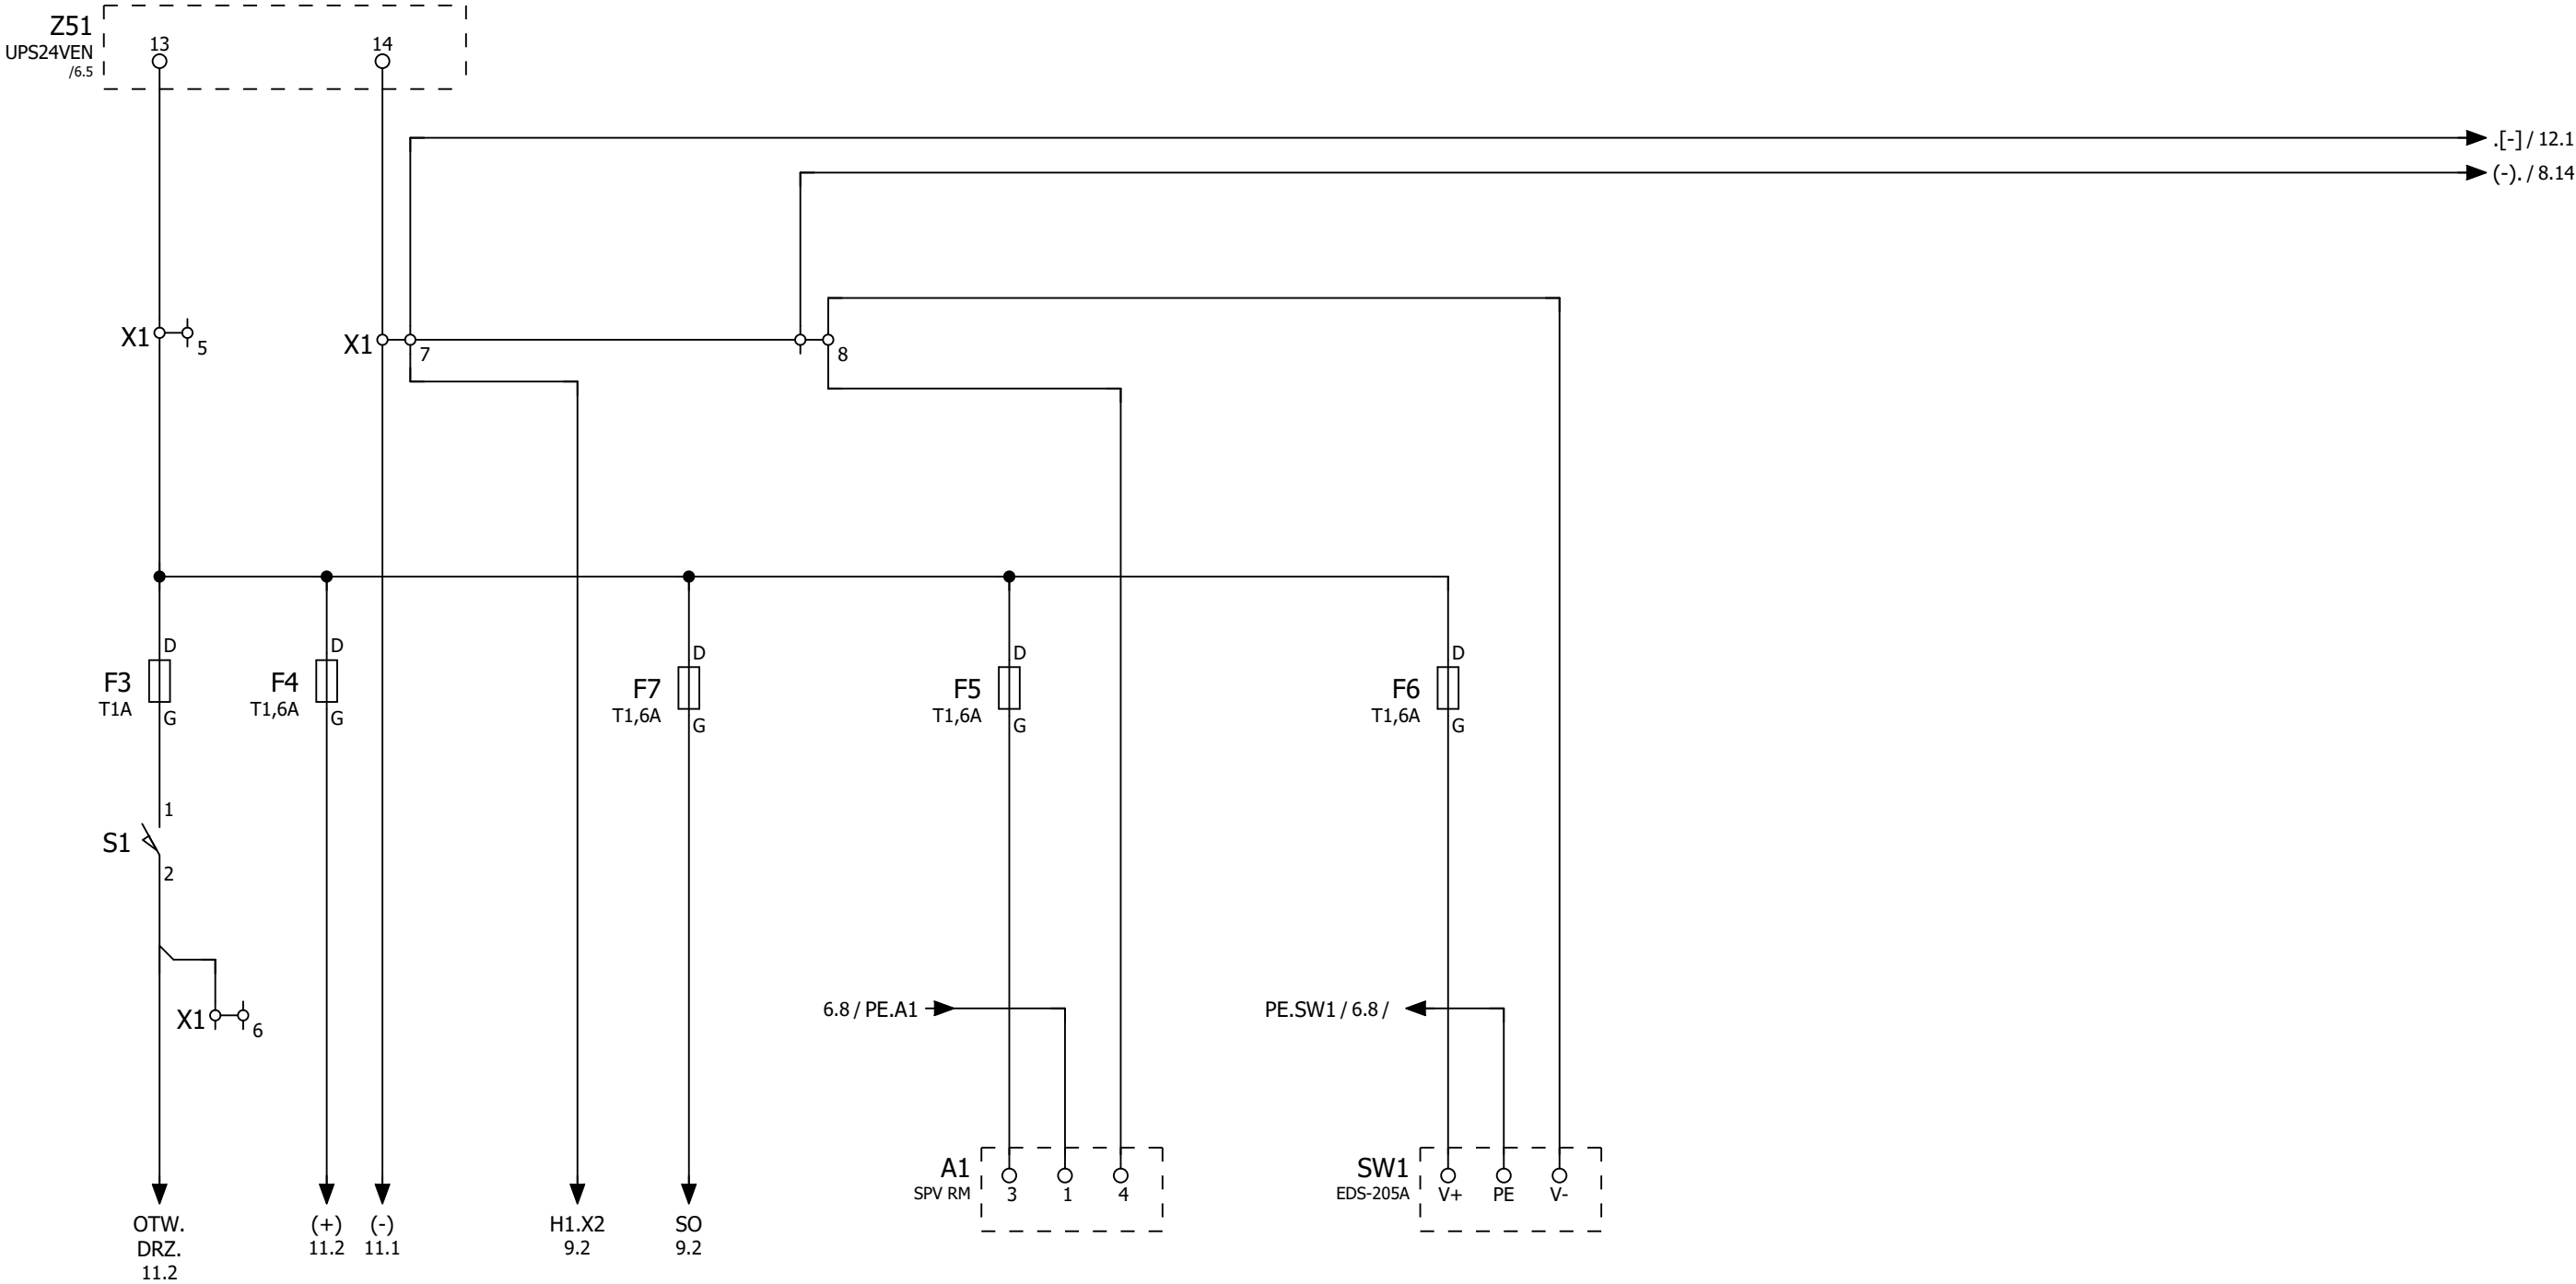 Z51
UPS24VEN
/6.5
13
14
.[-] / 12.1
(-). / 8.14
X1
5
X1
7
8
D
F3
T1A
G
D
F4
T1,6A
G
D
F7
T1,6A
G
D
F5
T1,6A
G
D
F6
T1,6A
G
1
S1
2
X1
6
6.8 / PE.A1
PE.SW1 / 6.8 /
A1
SPV RM
3
1
4
SW1
EDS-205A
V+
PE
V-
OTW.
DRZ.
11.2
(+)
11.2
(-)
11.1
H1.X2
9.2
SO
9.2